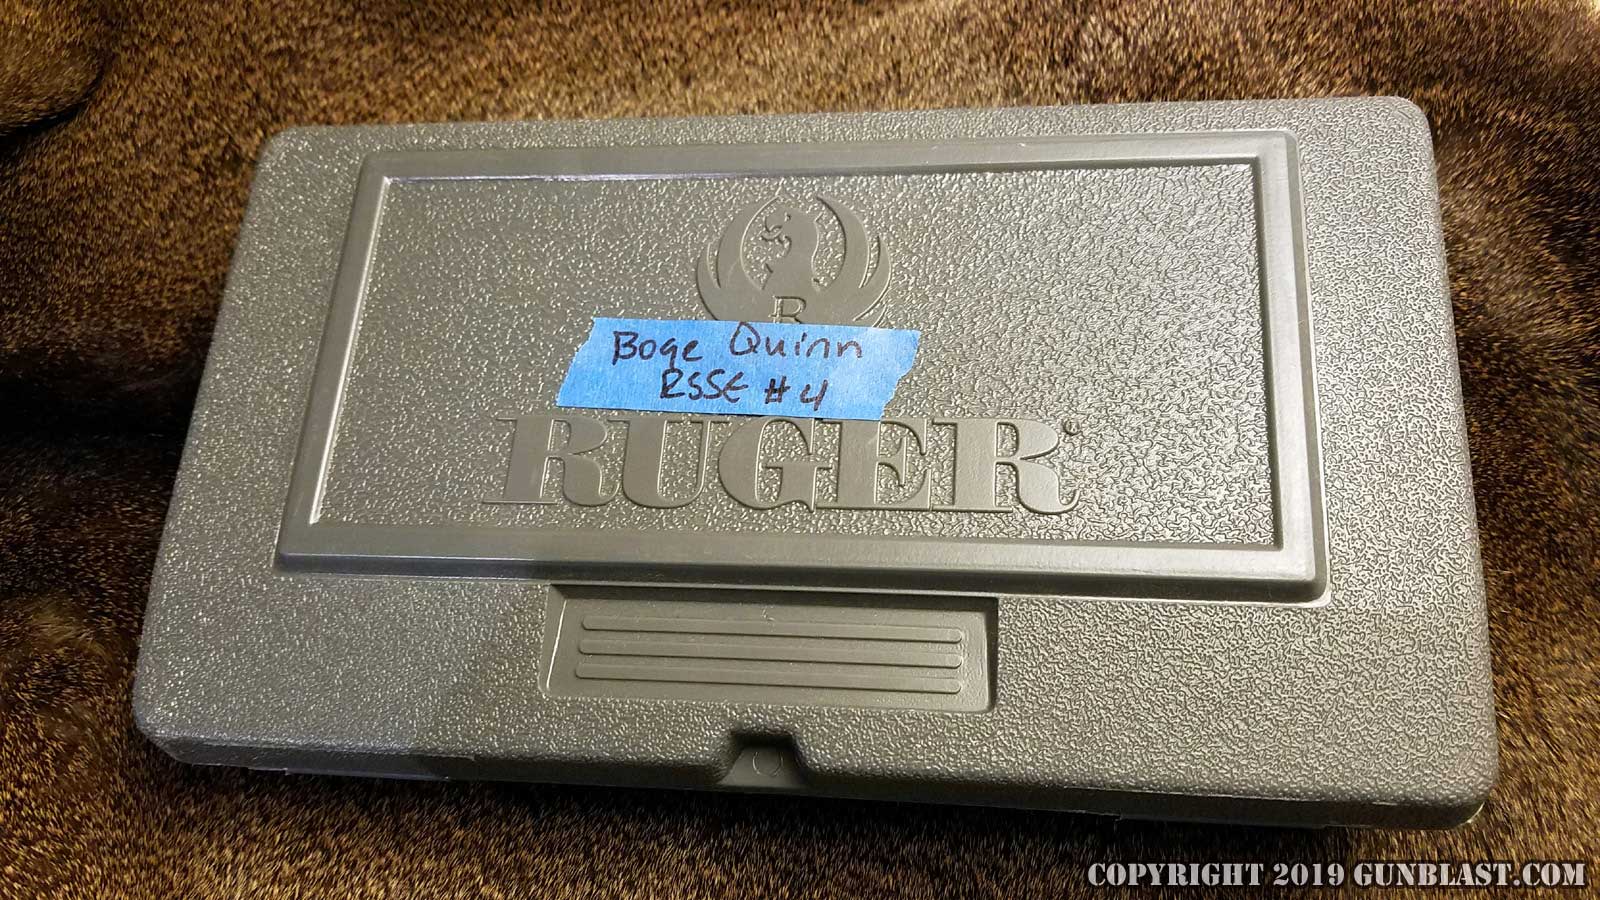 R
Boge Quinn
RSSE #4
RUGER®
COPYRIGHT 2019 GUNBLAST.COM